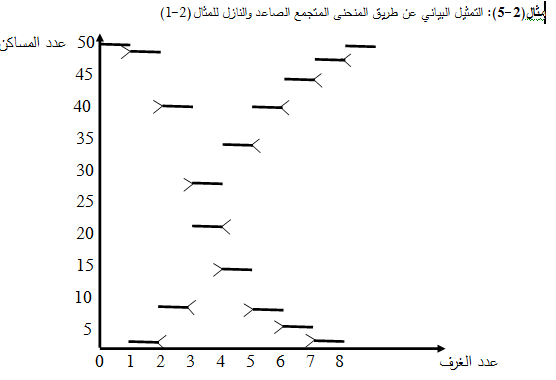 مثال(2-5): التمثيل البياني عن طريق المنحنى المتجمع الصاعد والنازل للمثال (2-1)
عدد المساكن
50
45
40
35
30
25
20
15
10
5
0 1 2 3 4 5 6 7 8
عدد الغرف